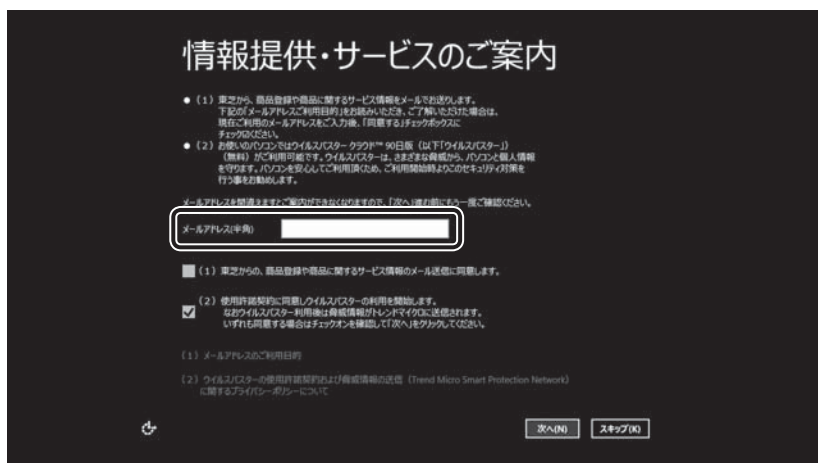 情報提供・サービスのご案内
● (1) 東芝から、商品登録や商品に関するサービス情報をメールでお送りします。
下記の「メールアドレスご利用目的」をお読みいただき、ご了解いただけた場合は、
現在ご利用のメールアドレスをご入力後、「同意する」チェックボックスに
チェックください。
● (2) お使いのパソコンではウイルスバスター クラウド™ 90日版（以下「ウイルスバスター」）
（無料）がご利用可能です。ウイルスバスターは、さまざまな脅威から、パソコンと個人情報
を守ります。パソコンを安心してご利用頂くため、ご利用開始時よりこのセキュリティ対策を
行う事をお勧めします。
メールアドレスを間違えますとご案内ができなくなりますので、「次へ」進む前にもう一度ご確認ください。
メールアドレス(半角)
(1) 東芝からの、商品登録や商品に関するサービス情報のメール送信に同意します。
(2) 使用許諾契約に同意しウイルスバスターの利用を開始します。
なおウイルスバスター利用後は脅威情報がトレンドマイクロに送信されます。
いずれも同意する場合はチェックオンを確認して「次へ」をクリックしてください。
(1) メールアドレスのご利用目的
(2) ウイルスバスターの使用許諾契約および脅威情報の送信（Trend Micro Smart Protection Network）
に関するプライバシーポリシーについて
次へ(N) スキップ(K)